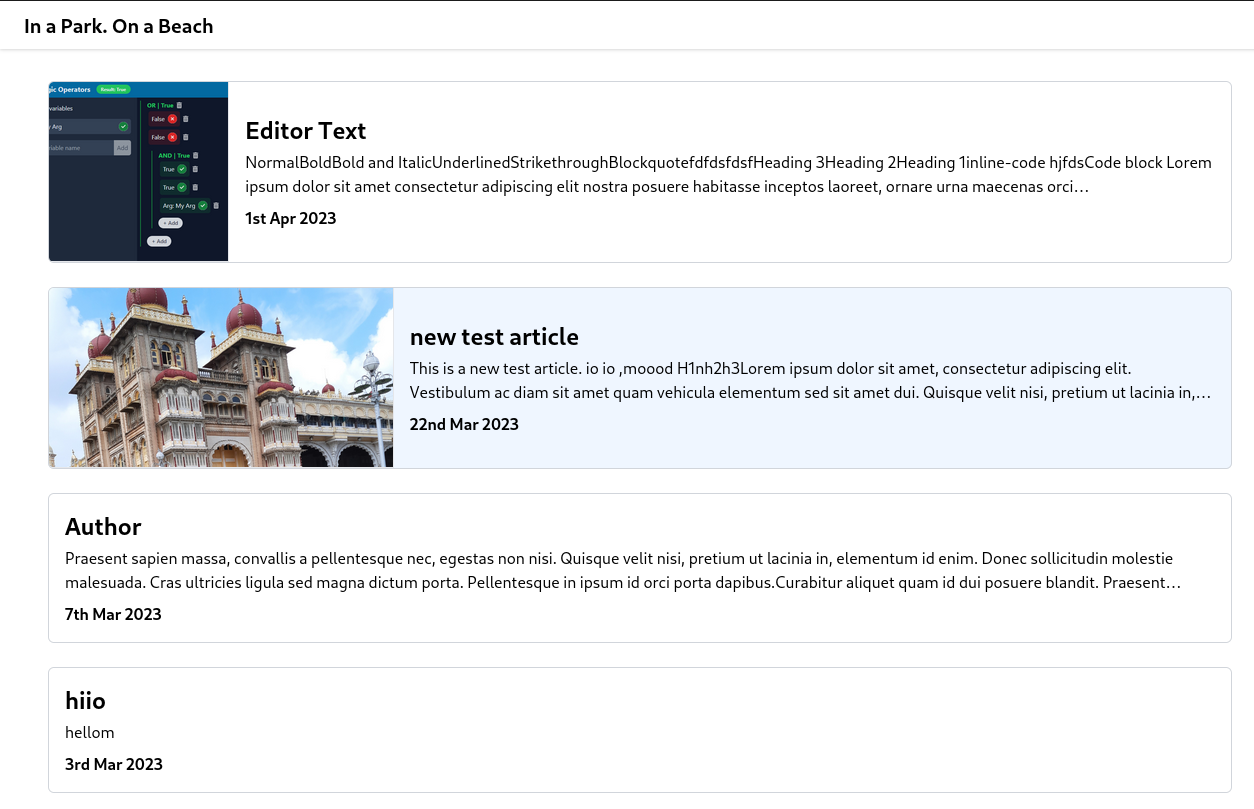 In a Park. On a Beach
gic Operators Result: True
variables
y Arg
riable name Add
OR | True
False
False
AND | True
True
True
Arg: My Arg
+ Add
+ Add
Editor Text
NormalBoldBold and ItalicUnderlinedStrikethroughBlockquotefdfdsfdsfHeading 3Heading 2Heading 1inline-code hjfdsCode block Lorem
ipsum dolor sit amet consectetur adipiscing elit nostra posuere habitasse inceptos laoreet, ornare urna maecenas orci…
1st Apr 2023
new test article
This is a new test article. io io ,moood H1nh2h3Lorem ipsum dolor sit amet, consectetur adipiscing elit.
Vestibulum ac diam sit amet quam vehicula elementum sed sit amet dui. Quisque velit nisi, pretium ut lacinia in,…
22nd Mar 2023
Author
Praesent sapien massa, convallis a pellentesque nec, egestas non nisi. Quisque velit nisi, pretium ut lacinia in, elementum id enim. Donec sollicitudin molestie
malesuada. Cras ultricies ligula sed magna dictum porta. Pellentesque in ipsum id orci porta dapibus.Curabitur aliquet quam id dui posuere blandit. Praesent…
7th Mar 2023
hiio
hellom
3rd Mar 2023